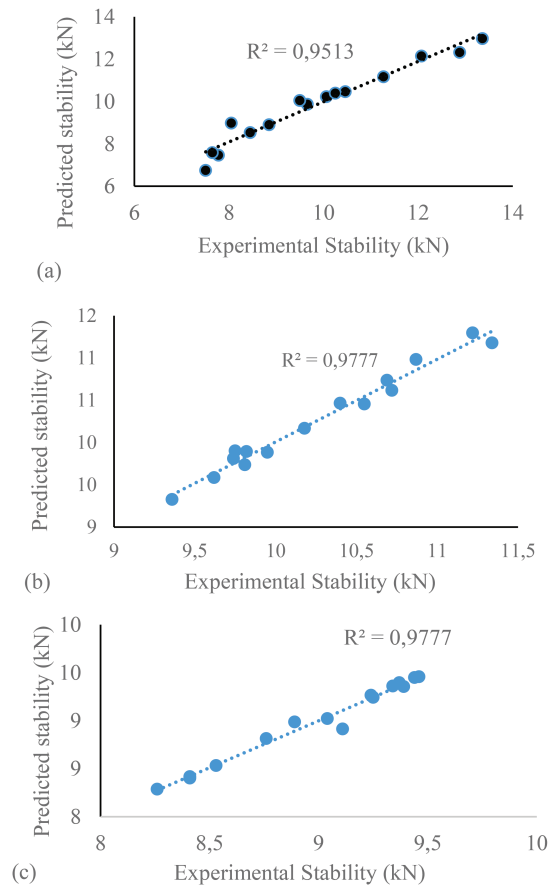 14
12
10
8
6
Predicted stability (kN)
R² = 0,9513
6 8 10 12 14
Experimental Stability (kN)
(a)
12
11
11
10
10
9
Predicted stability (kN)
R² = 0,9777
9 9,5 10 10,5 11 11,5
Experimental Stability (kN)
(b)
10
10
9
9
8
Predicted stability (kN)
R² = 0,9777
8 8,5 9 9,5 10
Experimental Stability (kN)
(c)